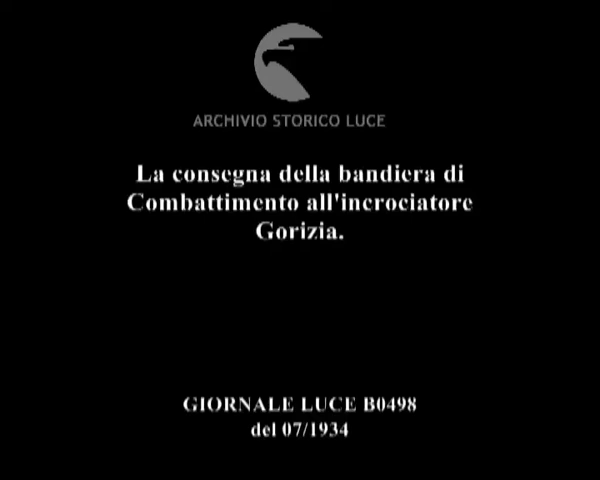 ARCHIVIO STORICO LUCE
La consegna della bandiera di
Combattimento all'incrociatore
Gorizia.
GIORNALE LUCE B0498
del 07/1934